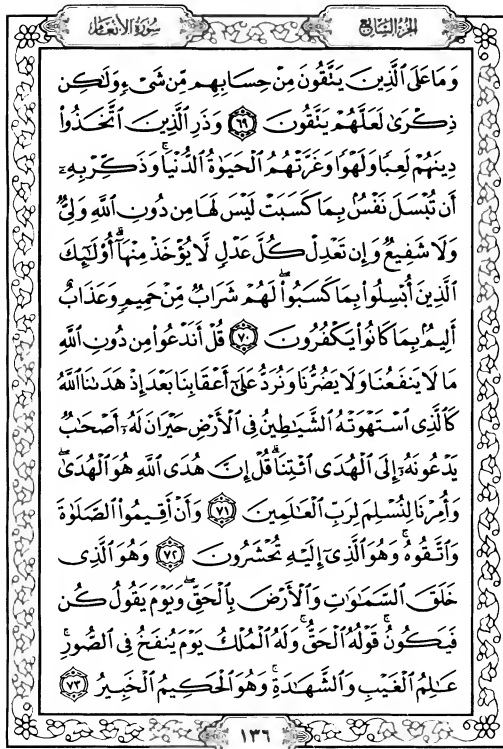 الجزء السابع
سورة الأنعام
وَمَا عَلَى ٱلَّذِينَ يَتَّقُونَ مِنْ حِسَابِهِم مِّن شَىْءٍ وَلَٰكِن
ذِكْرَىٰ لَعَلَّهُمْ يَتَّقُونَ ٦٩ وَذَرِ ٱلَّذِينَ ٱتَّخَذُوا۟
دِينَهُمْ لَعِبًا وَلَهْوًا وَغَرَّتْهُمُ ٱلْحَيَوٰةُ ٱلدُّنْيَا ۚ وَذَكِّرْ بِهِۦٓ
أَن تُبْسَلَ نَفْسٌۢ بِمَا كَسَبَتْ لَيْسَ لَهَا مِن دُونِ ٱللَّهِ وَلِىٌّ
وَلَا شَفِيعٌ وَإِن تَعْدِلْ كُلَّ عَدْلٍ لَّا يُؤْخَذْ مِنْهَآ ۗ أُو۟لَٰٓئِكَ
ٱلَّذِينَ أُبْسِلُوا۟ بِمَا كَسَبُوا۟ ۖ لَهُمْ شَرَابٌ مِّنْ حَمِيمٍ وَعَذَابٌ
أَلِيمٌۢ بِمَا كَانُوا۟ يَكْفُرُونَ ٧٠ قُلْ أَنَدْعُوا۟ مِن دُونِ ٱللَّهِ
مَا لَا يَنفَعُنَا وَلَا يَضُرُّنَا وَنُرَدُّ عَلَىٰٓ أَعْقَابِنَا بَعْدَ إِذْ هَدَىٰنَا ٱللَّهُ
كَٱلَّذِى ٱسْتَهْوَتْهُ ٱلشَّيَٰطِينُ فِى ٱلْأَرْضِ حَيْرَانَ لَهُۥٓ أَصْحَٰبٌ
يَدْعُونَهُۥٓ إِلَى ٱلْهُدَى ٱئْتِنَا ۗ قُلْ إِنَّ هُدَى ٱللَّهِ هُوَ ٱلْهُدَىٰ ۖ
وَأُمِرْنَا لِنُسْلِمَ لِرَبِّ ٱلْعَٰلَمِينَ ٧١ وَأَنْ أَقِيمُوا۟ ٱلصَّلَوٰةَ
وَٱتَّقُوهُ ۚ وَهُوَ ٱلَّذِىٓ إِلَيْهِ تُحْشَرُونَ ٧٢ وَهُوَ ٱلَّذِى
خَلَقَ ٱلسَّمَٰوَٰتِ وَٱلْأَرْضَ بِٱلْحَقِّ ۖ وَيَوْمَ يَقُولُ كُن
فَيَكُونُ ۚ قَوْلُهُ ٱلْحَقُّ ۚ وَلَهُ ٱلْمُلْكُ يَوْمَ يُنفَخُ فِى ٱلصُّورِ ۚ
عَٰلِمُ ٱلْغَيْبِ وَٱلشَّهَٰدَةِ ۚ وَهُوَ ٱلْحَكِيمُ ٱلْخَبِيرُ ٧٣
١٣٦